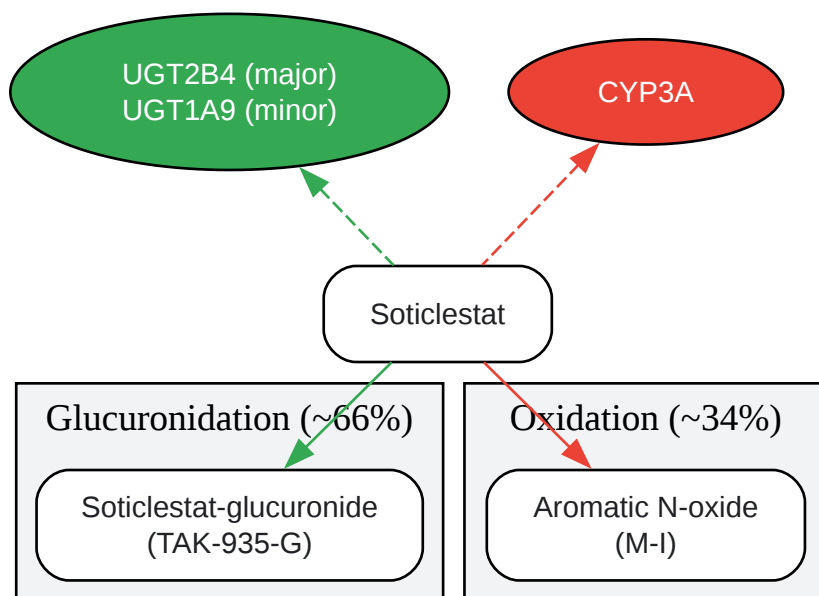 UGT2B4 (major)
UGT1A9 (minor)
CYP3A
Soticlestat
Glucuronidation (~66%)
Oxidation (~34%)
Soticlestat-glucuronide
(TAK-935-G)
Aromatic N-oxide
(M-I)